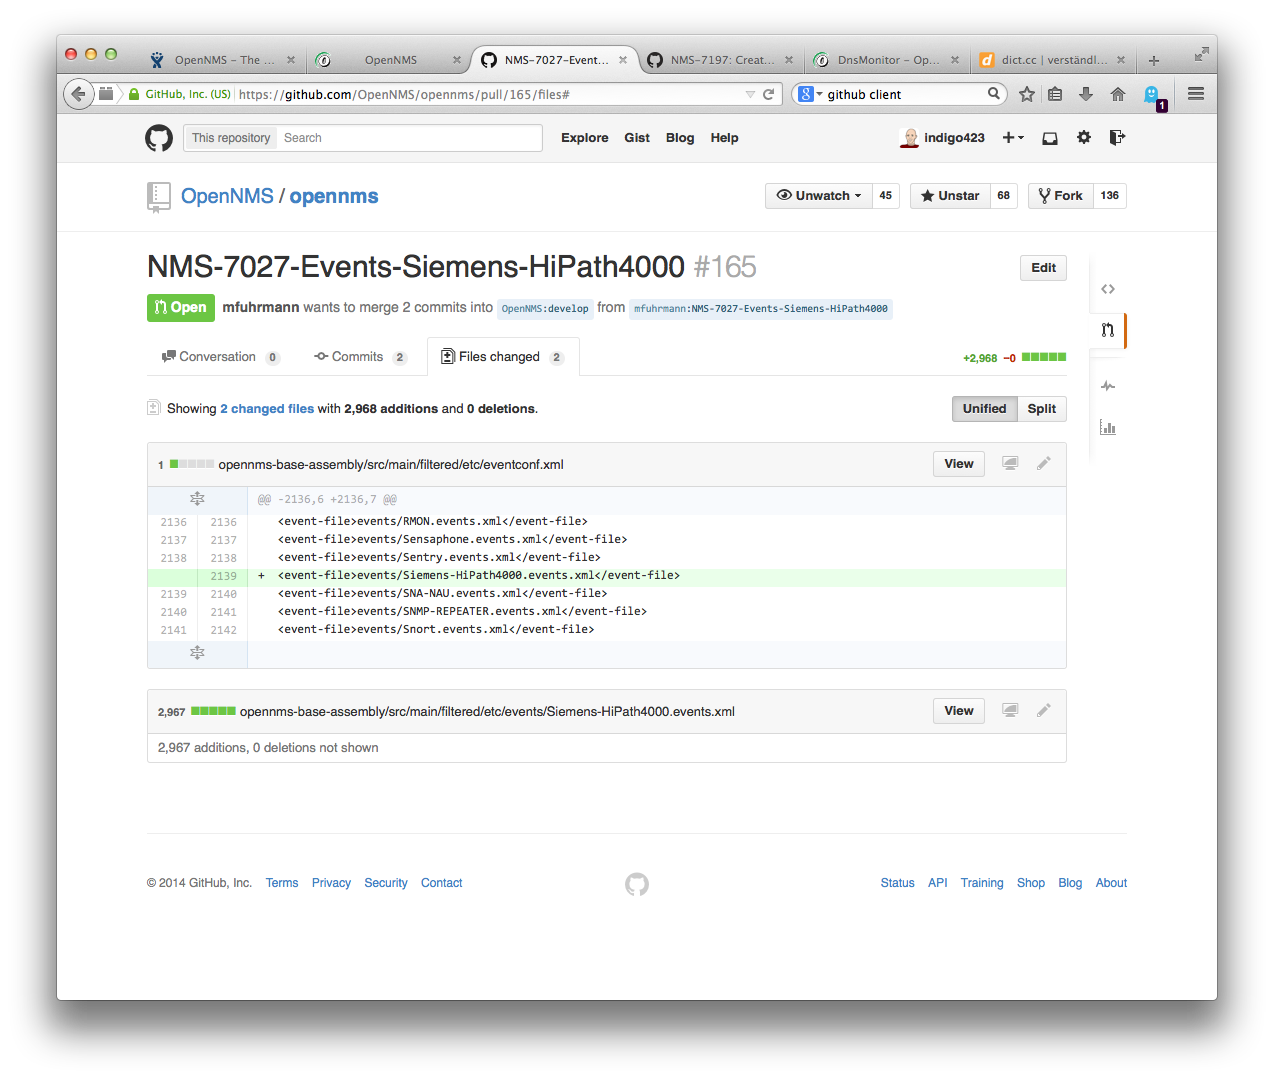 OpenNMS – The ...
OpenNMS
NMS-7027-Event...
NMS-7197: Creat...
DnsMonitor – Op...
dict.cc | verständl...
GitHub, Inc. (US)
https://github.com/OpenNMS/opennms/pull/165/files#
github client
1
This repository
Search
Explore
Gist
Blog
Help
indigo423
OpenNMS / opennms
Unwatch 45
Unstar 68
Fork 136
NMS-7027-Events-Siemens-HiPath4000 #165
Edit
Open
mfuhrmann wants to merge 2 commits into OpenNMS:develop from mfuhrmann:NMS-7027-Events-Siemens-HiPath4000
Conversation 0
Commits 2
Files changed 2
+2,968 −0
Showing 2 changed files with 2,968 additions and 0 deletions.
Unified
Split
1 opennms-base-assembly/src/main/filtered/etc/eventconf.xml
View
@@ -2136,6 +2136,7 @@
2136 2136 <event-file>events/RMON.events.xml</event-file>
2137 2137 <event-file>events/Sensaphone.events.xml</event-file>
2138 2138 <event-file>events/Sentry.events.xml</event-file>
2139 + <event-file>events/Siemens-HiPath4000.events.xml</event-file>
2139 2140 <event-file>events/SNA-NAU.events.xml</event-file>
2140 2141 <event-file>events/SNMP-REPEATER.events.xml</event-file>
2141 2142 <event-file>events/Snort.events.xml</event-file>
2,967 opennms-base-assembly/src/main/filtered/etc/events/Siemens-HiPath4000.events.xml
View
2,967 additions, 0 deletions not shown
© 2014 GitHub, Inc.
Terms
Privacy
Security
Contact
Status
API
Training
Shop
Blog
About